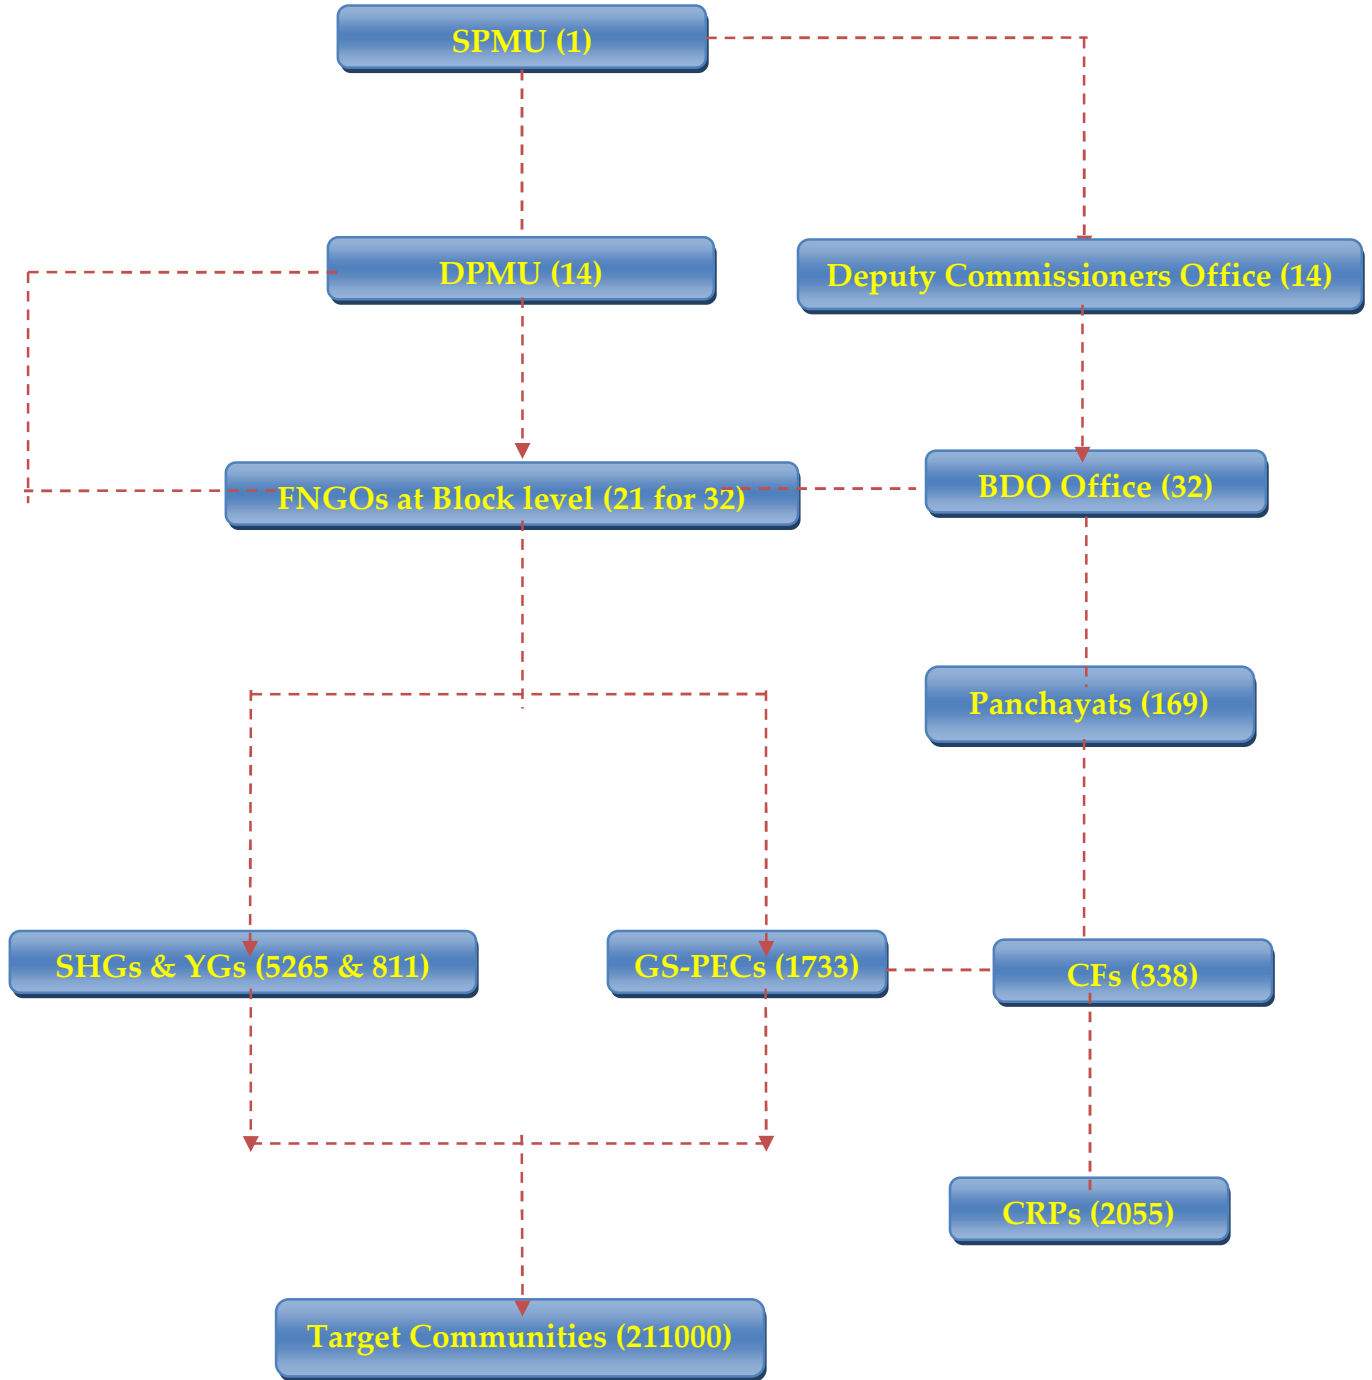 SPMU (1)
DPMU (14)
Deputy Commissioners Office (14)
FNGOs at Block level (21 for 32)
BDO Office (32)
Panchayats (169)
SHGs & YGs (5265 & 811)
GS-PECs (1733)
CFs (338)
CRPs (2055)
Target Communities (211000)